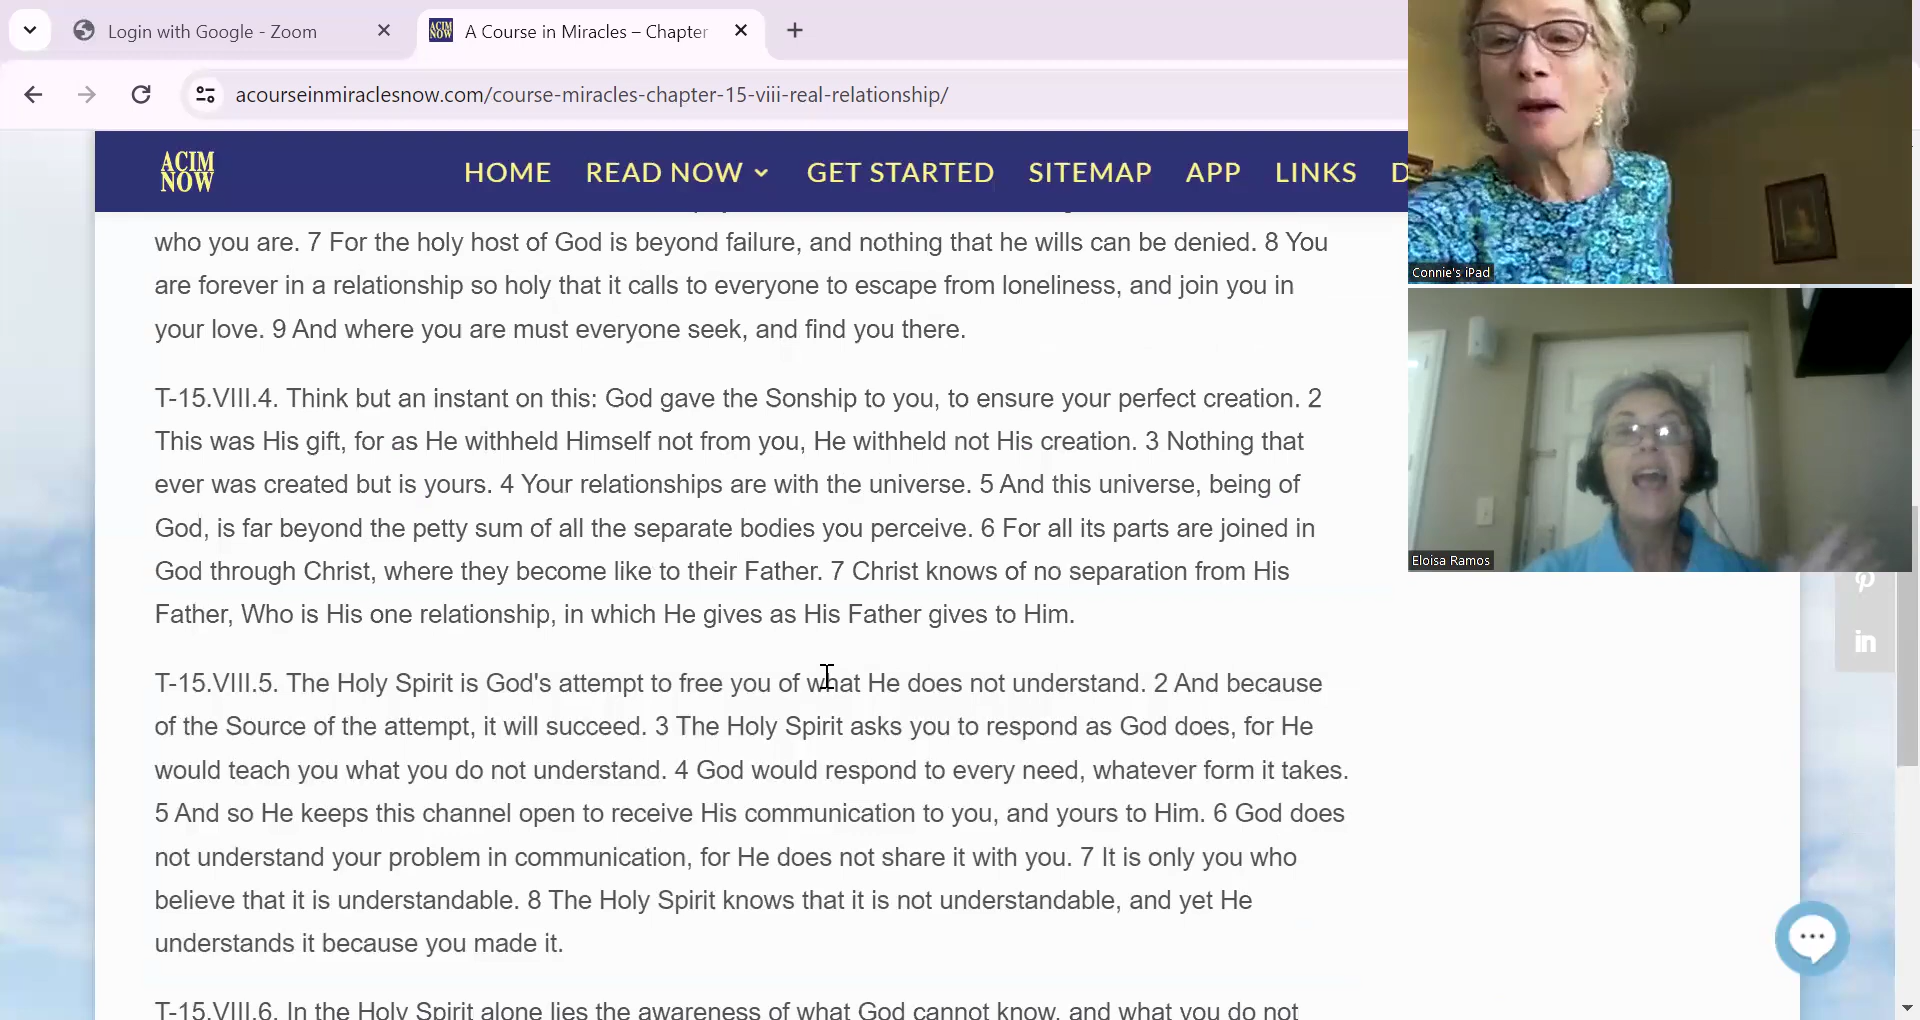 Login with Google - Zoom
ACIM
NOW
A Course in Miracles – Chapter
acourseinmiraclesnow.com/course-miracles-chapter-15-viii-real-relationship/
ACIM
NOW
HOME READ NOW GET STARTED SITEMAP APP LINKS D
who you are. 7 For the holy host of God is beyond failure, and nothing that he wills can be denied. 8 You
are forever in a relationship so holy that it calls to everyone to escape from loneliness, and join you in
your love. 9 And where you are must everyone seek, and find you there.
T-15.VIII.4. Think but an instant on this: God gave the Sonship to you, to ensure your perfect creation. 2
This was His gift, for as He withheld Himself not from you, He withheld not His creation. 3 Nothing that
ever was created but is yours. 4 Your relationships are with the universe. 5 And this universe, being of
God, is far beyond the petty sum of all the separate bodies you perceive. 6 For all its parts are joined in
God through Christ, where they become like to their Father. 7 Christ knows of no separation from His
Father, Who is His one relationship, in which He gives as His Father gives to Him.
T-15.VIII.5. The Holy Spirit is God's attempt to free you of what He does not understand. 2 And because
of the Source of the attempt, it will succeed. 3 The Holy Spirit asks you to respond as God does, for He
would teach you what you do not understand. 4 God would respond to every need, whatever form it takes.
5 And so He keeps this channel open to receive His communication to you, and yours to Him. 6 God does
not understand your problem in communication, for He does not share it with you. 7 It is only you who
believe that it is understandable. 8 The Holy Spirit knows that it is not understandable, and yet He
understands it because you made it.
T-15.VIII.6. In the Holy Spirit alone lies the awareness of what God cannot know, and what you do not
Connie's iPad
Eloisa Ramos
in